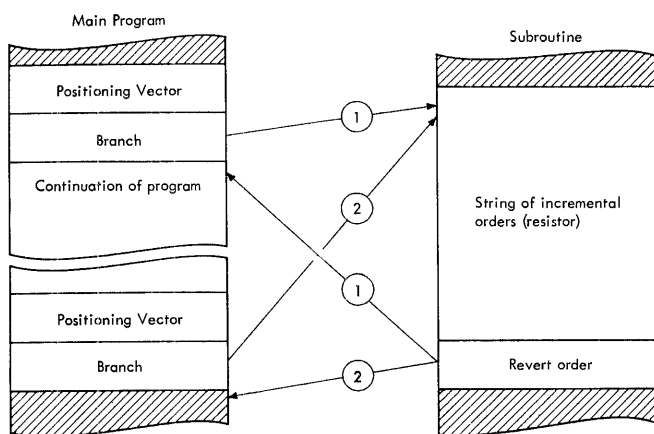 Main Program
Subroutine
Positioning Vector
Branch
1
Continuation of program
2
String of incremental
orders (resistor)
1
Positioning Vector
Branch
Revert order
2